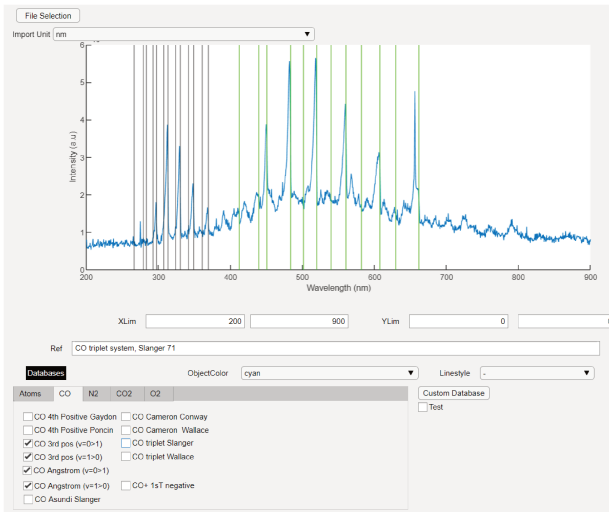 File Selection
Import Unit nm
6
5
4
3
2
1
0
Intensity (a.u)
200 300 400 500 600 700 800 900
Wavelength (nm)
XLim 200 900 YLim 0
Ref CO triplet system, Slanger 71
Databases ObjectColor cyan Linestyle -
Atoms CO N2 CO2 O2 Custom Database
Test
CO 4th Positive Gaydon CO Cameron Conway
CO 4th Positive Poncin CO Cameron Wallace
CO 3rd pos (v=0>1) CO triplet Slanger
CO 3rd pos (v=1>0) CO triplet Wallace
CO Angstrom (v=0>1)
CO Angstrom (v=1>0) CO+ 1sT negative
CO Asundi Slanger